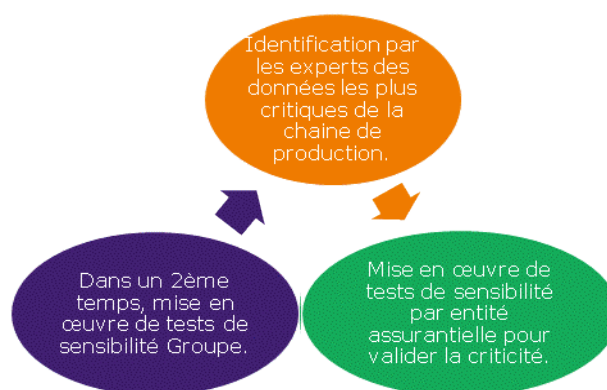 Identification par
les experts des
données les plus
critiques de la
chaine de
production.
Mise en œuvre de
tests de sensibilité
par entité
assurantielle pour
valider la criticité.
Dans un 2ème
temps, mise en
œuvre de tests de
sensibilité Groupe.